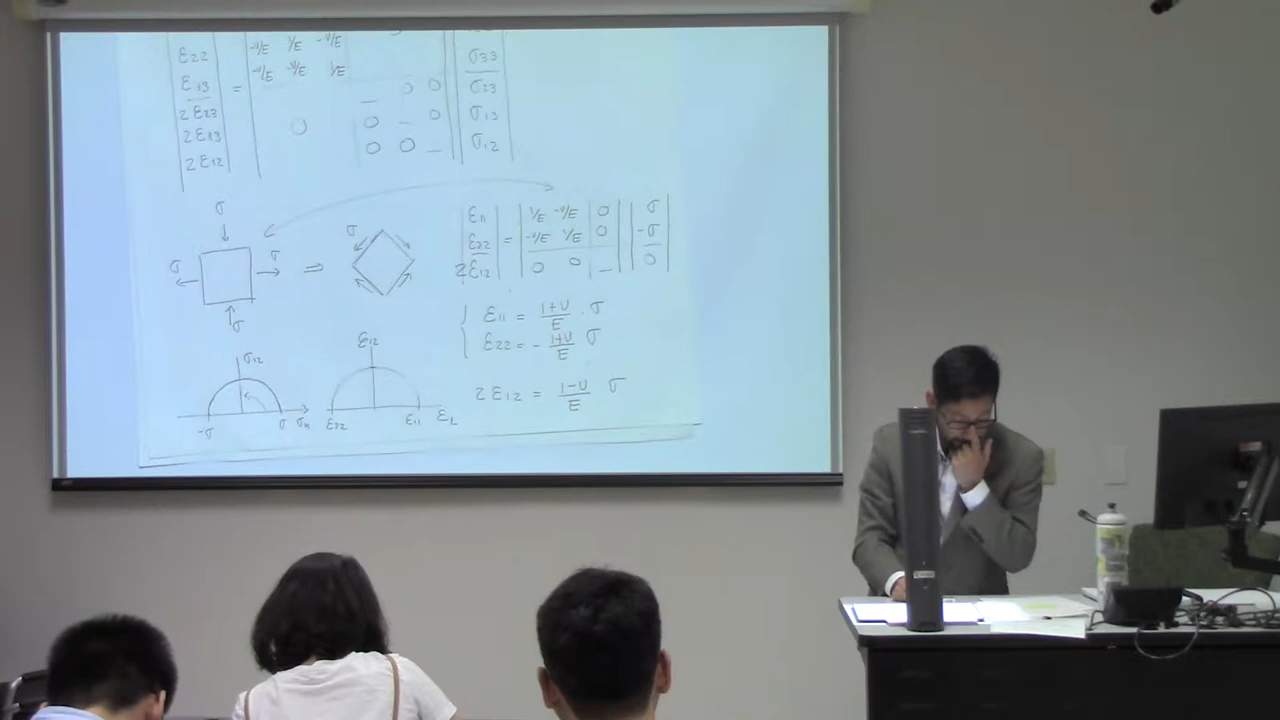 ε22 -ν/E 1/E -ν/E σ33
ε13 = -ν/E -ν/E 1/E σ23
2ε23 0 0 σ13
2ε13 0 0 _ 0 σ12
2ε12 0 0 _
σ
σ σ ⇒ σ
σ
ε11 1/E -ν/E 0 σ
ε22 = -ν/E 1/E 0 -σ
2ε12 0 0 _ 0
ε11 = 1+ν/E · σ
ε22 = - 1+ν/E σ
2ε12 = 1-ν/E σ
σ12 ε12
-σ σ σn ε22 ε11